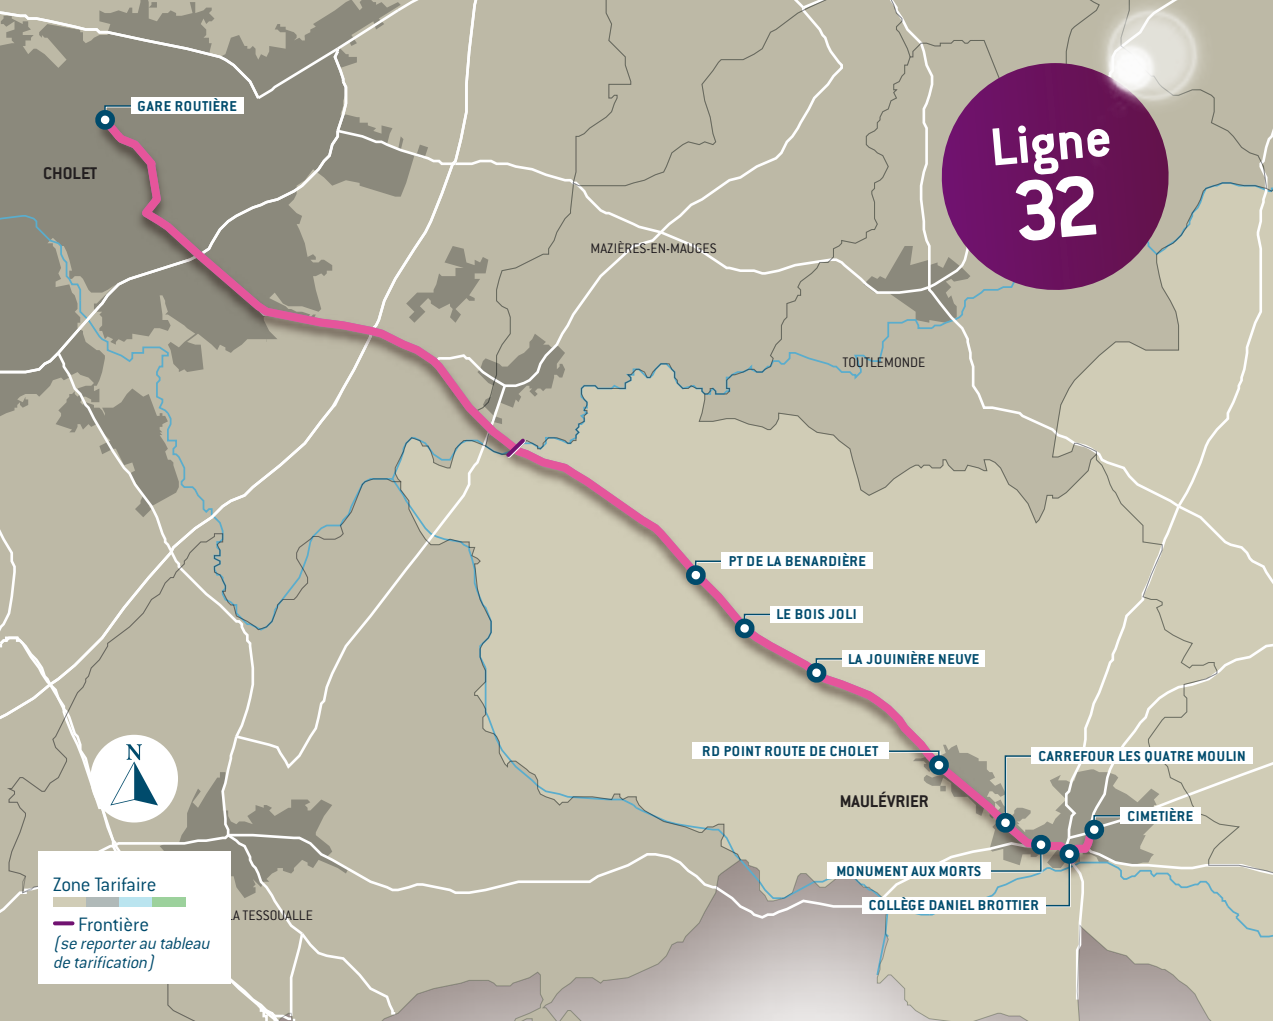 GARE ROUTIÈRE
CHOLET
Ligne
32
MAZIÈRES-EN-MAUGES
TOUTLEMONDE
PT DE LA BENARDIÈRE
LE BOIS JOLI
LA JOUINIÈRE NEUVE
RD POINT ROUTE DE CHOLET
CARREFOUR LES QUATRE MOULIN
N
MAULÉVRIER
CIMETIÈRE
MONUMENT AUX MORTS
COLLÈGE DANIEL BROTTIER
LA TESSOUALLE
Zone Tarifaire
Frontière
(se reporter au tableau
de tarification)